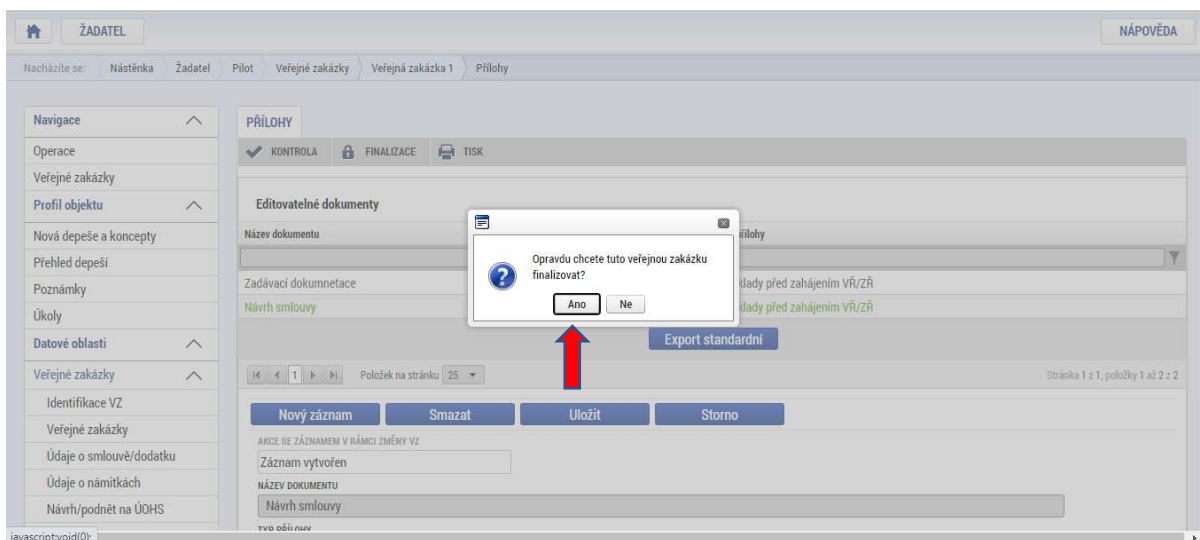 ŽADATEL
NÁPOVĚDA
Nacházíte se: Nástěnka Žadatel Pilot Veřejné zakázky Veřejná zakázka 1 Přílohy
Navigace
Operace
Veřejné zakázky
Profil objektu
Nová depeše a koncepty
Přehled depeší
Poznámky
Úkoly
Datové oblasti
Veřejné zakázky
Identifikace VZ
Veřejné zakázky
Údaje o smlouvě/dodatku
Údaje o námitkách
Návrh/podnět na ÚOHS
PŘÍLOHY
KONTROLA FINALIZACE TISK
Editovatelné dokumenty
Název dokumentu přílohy
Zadávací dokumnetace klady před zahájením VŘ/ZŘ
Návrh smlouvy klady před zahájením VŘ/ZŘ
Opravdu chcete tuto veřejnou zakázku
finalizovat?
Ano Ne
Export standardní
1 Položek na stránku 25 Stránka 1 z 1, položky 1 až 2 z 2
Nový záznam Smazat Uložit Storno
AKCE SE ZÁZNAMEM V RÁMCI ZMĚNY VZ
Záznam vytvořen
NÁZEV DOKUMENTU
Návrh smlouvy
TYP PŘÍLOHY
javascript:void(0);